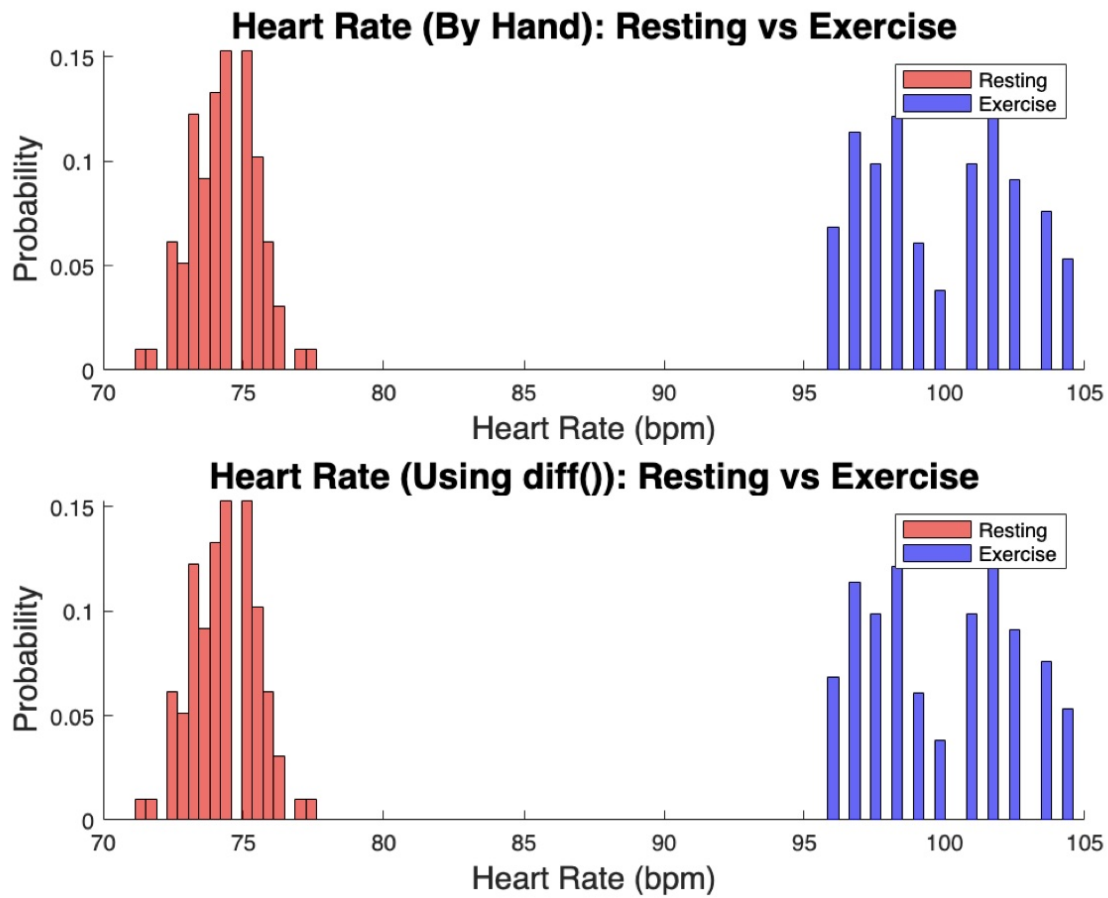 Heart Rate (By Hand): Resting vs Exercise
0.15
0.1
0.05
0
Probability
Resting
Exercise
70 75 80 85 90 95 100 105
Heart Rate (bpm)
Heart Rate (Using diff()): Resting vs Exercise
0.15
0.1
0.05
0
Probability
Resting
Exercise
70 75 80 85 90 95 100 105
Heart Rate (bpm)